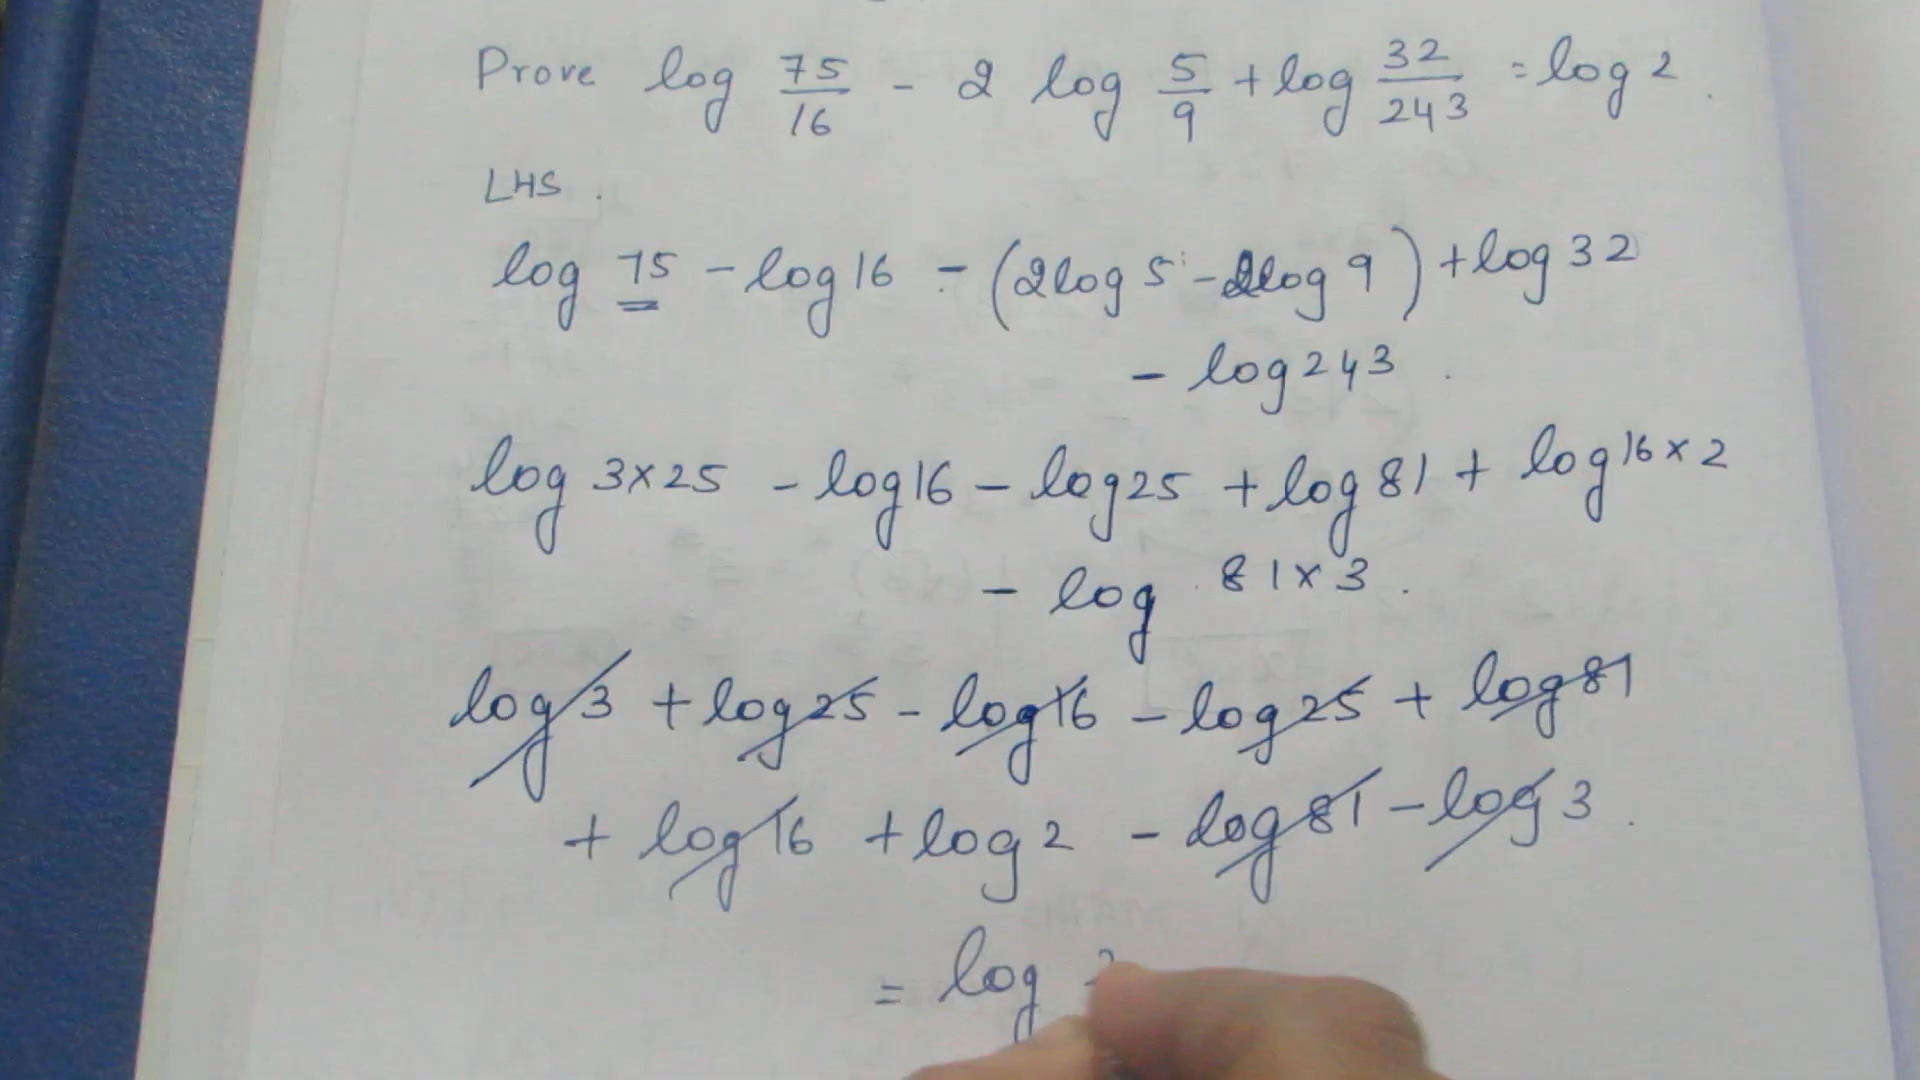 Prove log 75/16 - 2 log 5/9 + log 32/243 = log 2
LHS.
log 75 - log 16 - (2log 5 - 2log 9) + log 32
- log 243
log 3×25 - log 16 - log 25 + log 81 + log 16×2
- log 81×3.
log 3 + log 25 - log 16 - log 25 + log 81
+ log 16 + log 2 - log 81 - log 3.
= log